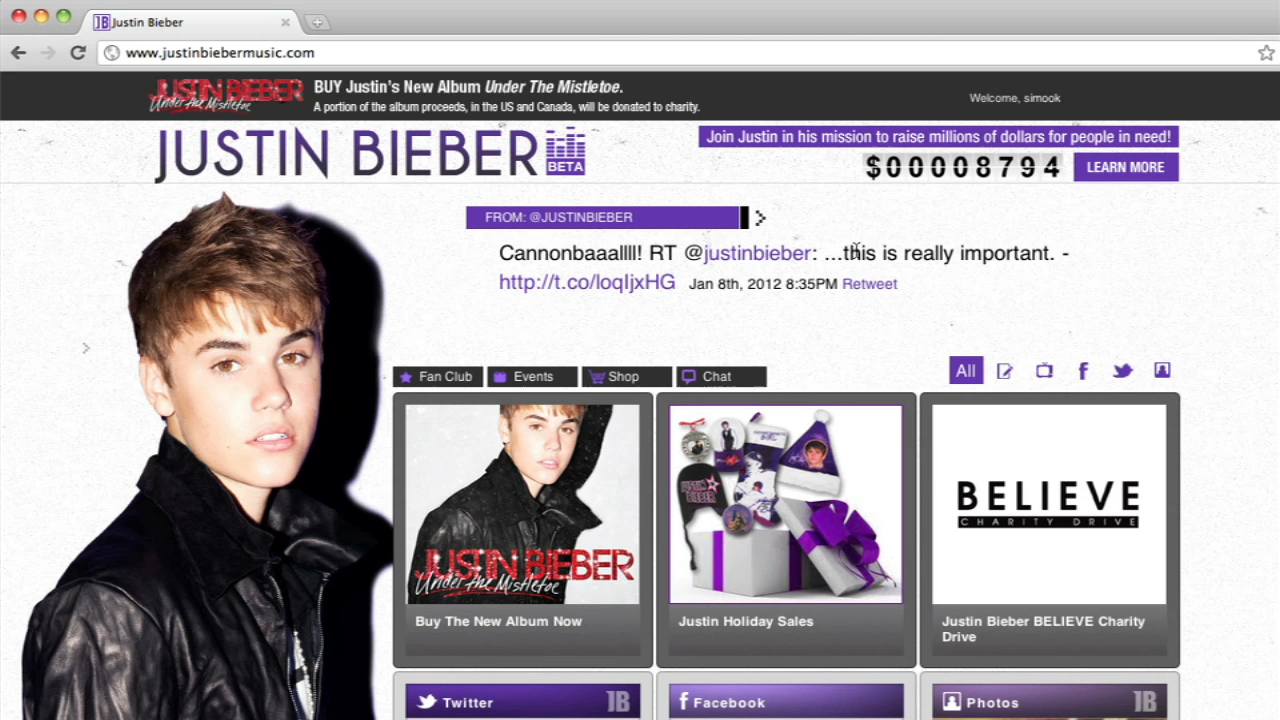 Justin Bieber
www.justinbiebermusic.com
JUSTIN BIEBER
Under the Mistletoe
BUY Justin's New Album Under The Mistletoe.
A portion of the album proceeds, in the US and Canada, will be donated to charity.
Welcome, simook
JUSTIN BIEBER
BETA
Join Justin in his mission to raise millions of dollars for people in need!
$00008794
LEARN MORE
FROM: @JUSTINBIEBER
Cannonbaaallll! RT @justinbieber: ...this is really important. -
http://t.co/loqIjxHG Jan 8th, 2012 8:35PM Retweet
Fan Club
Events
Shop
Chat
All
JUSTIN BIEBER
Under the Mistletoe
JUSTIN
BIEBER
BELIEVE
CHARITY DRIVE
Buy The New Album Now
Justin Holiday Sales
Justin Bieber BELIEVE Charity
Drive
Twitter
JB
Facebook
Photos
JB